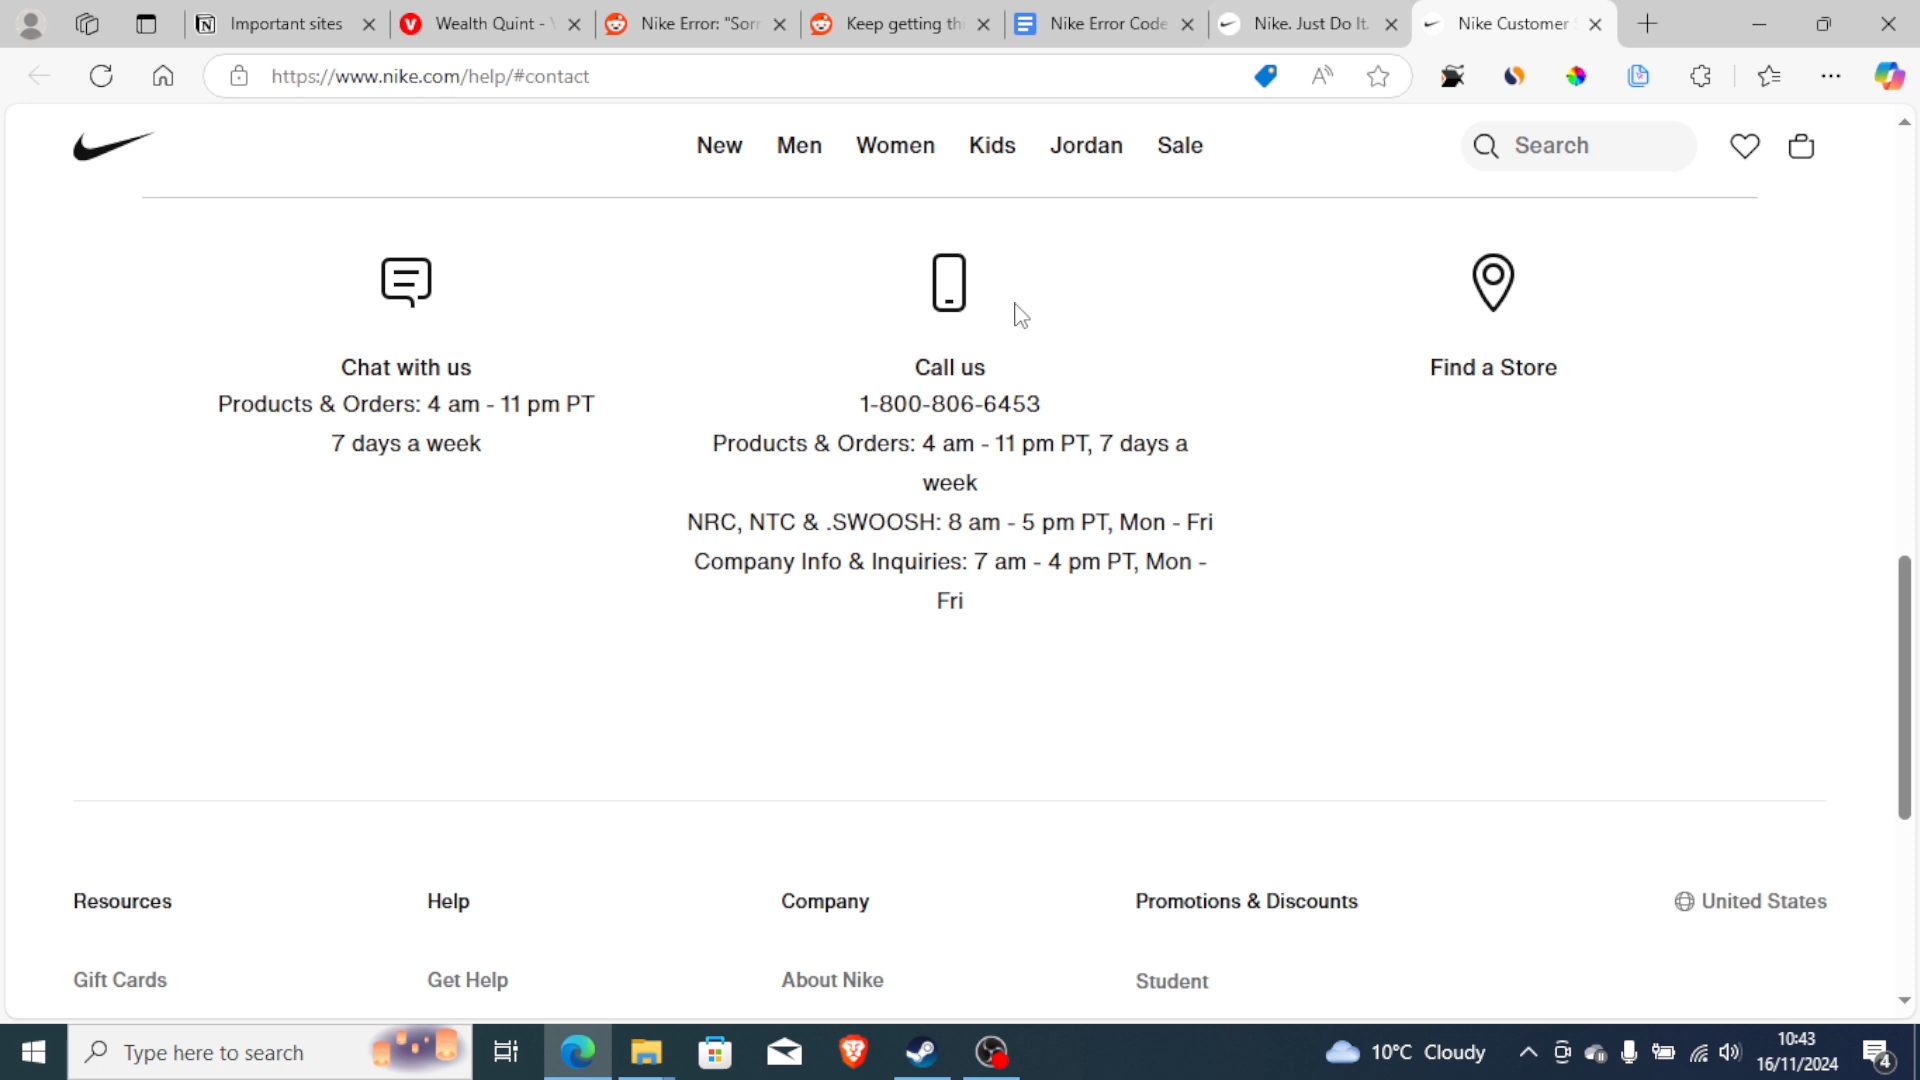 Important sites
Wealth Quint -
Nike Error: "Sorr
Keep getting thi
Nike Error Code
Nike. Just Do It.
Nike Customer
https://www.nike.com/help/#contact
New
Men
Women
Kids
Jordan
Sale
Search
Chat with us
Products & Orders: 4 am - 11 pm PT
7 days a week
Call us
1-800-806-6453
Products & Orders: 4 am - 11 pm PT, 7 days a
week
NRC, NTC & .SWOOSH: 8 am - 5 pm PT, Mon - Fri
Company Info & Inquiries: 7 am - 4 pm PT, Mon -
Fri
Find a Store
Resources
Help
Company
Promotions & Discounts
United States
Gift Cards
Get Help
About Nike
Student
Type here to search
10°C Cloudy
10:43
16/11/2024
4